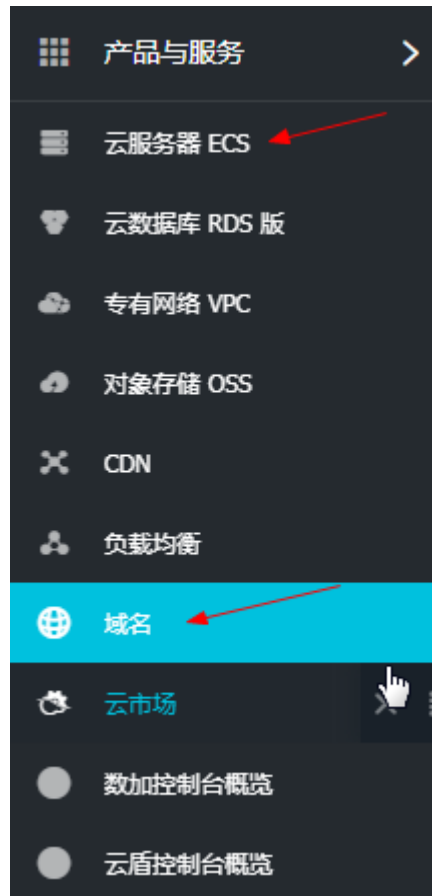 产品与服务
云服务器 ECS
云数据库 RDS 版
专有网络 VPC
对象存储 OSS
CDN
负载均衡
域名
云市场
数加控制台概览
云盾控制台概览